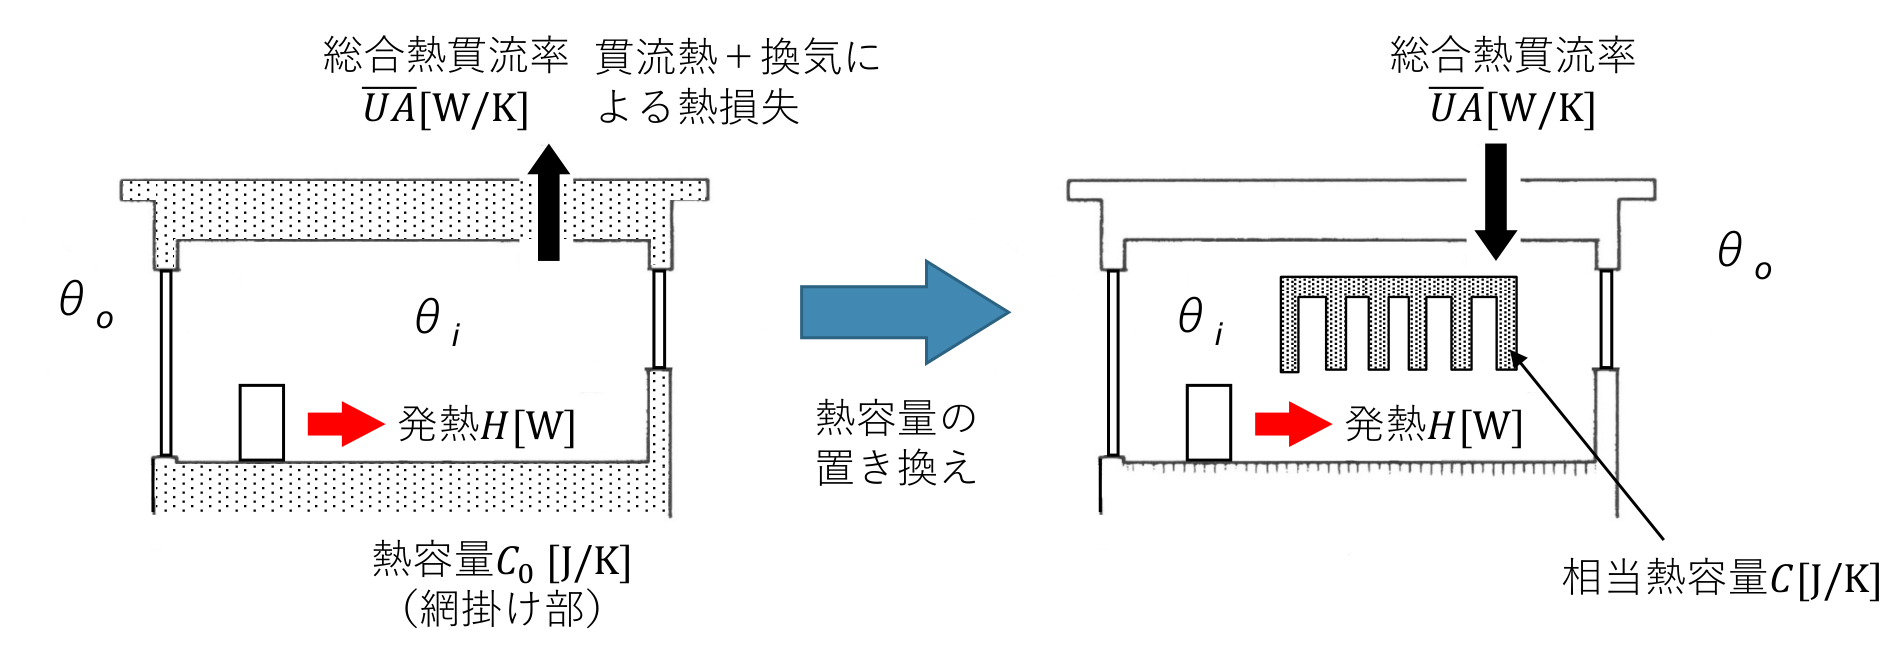 総合熱貫流率
UA[W/K]
貫流熱＋換気に
よる熱損失
θo
θi
発熱H[W]
熱容量C₀ [J/K]
（網掛け部）
熱容量の
置き換え
総合熱貫流率
UA[W/K]
θo
θi
発熱H[W]
相当熱容量C[J/K]